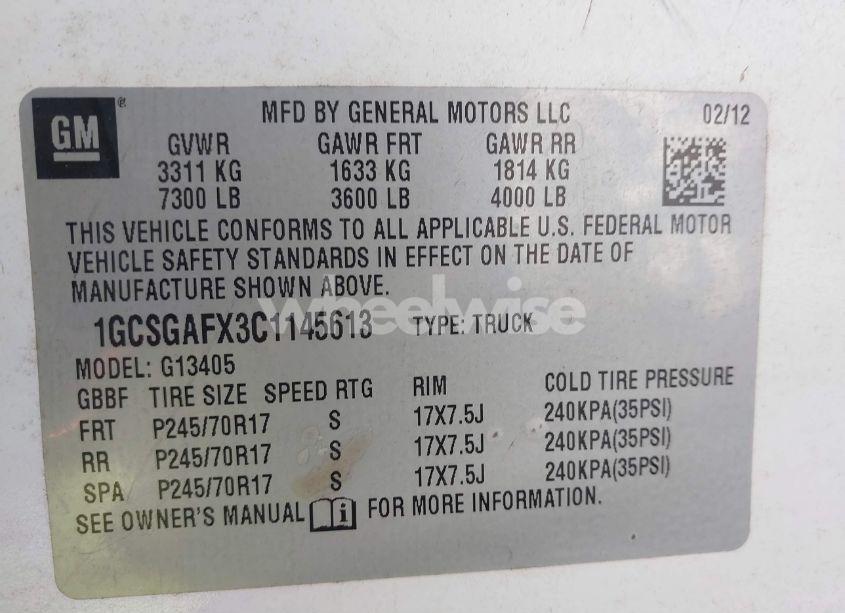 GM ®
MFD BY GENERAL MOTORS LLC 02/12
GVWR GAWR FRT GAWR RR
3311 KG 1633 KG 1814 KG
7300 LB 3600 LB 4000 LB
THIS VEHICLE CONFORMS TO ALL APPLICABLE U.S. FEDERAL MOTOR
VEHICLE SAFETY STANDARDS IN EFFECT ON THE DATE OF
MANUFACTURE SHOWN ABOVE.
wheelwise
1GCSGAFX3C1145613 TYPE: TRUCK
MODEL: G13405
GBBF TIRE SIZE SPEED RTG RIM COLD TIRE PRESSURE
FRT P245/70R17 S 17X7.5J 240KPA(35PSI)
RR P245/70R17 S 17X7.5J 240KPA(35PSI)
SPA P245/70R17 S 17X7.5J 240KPA(35PSI)
SEE OWNER'S MANUAL i FOR MORE INFORMATION.